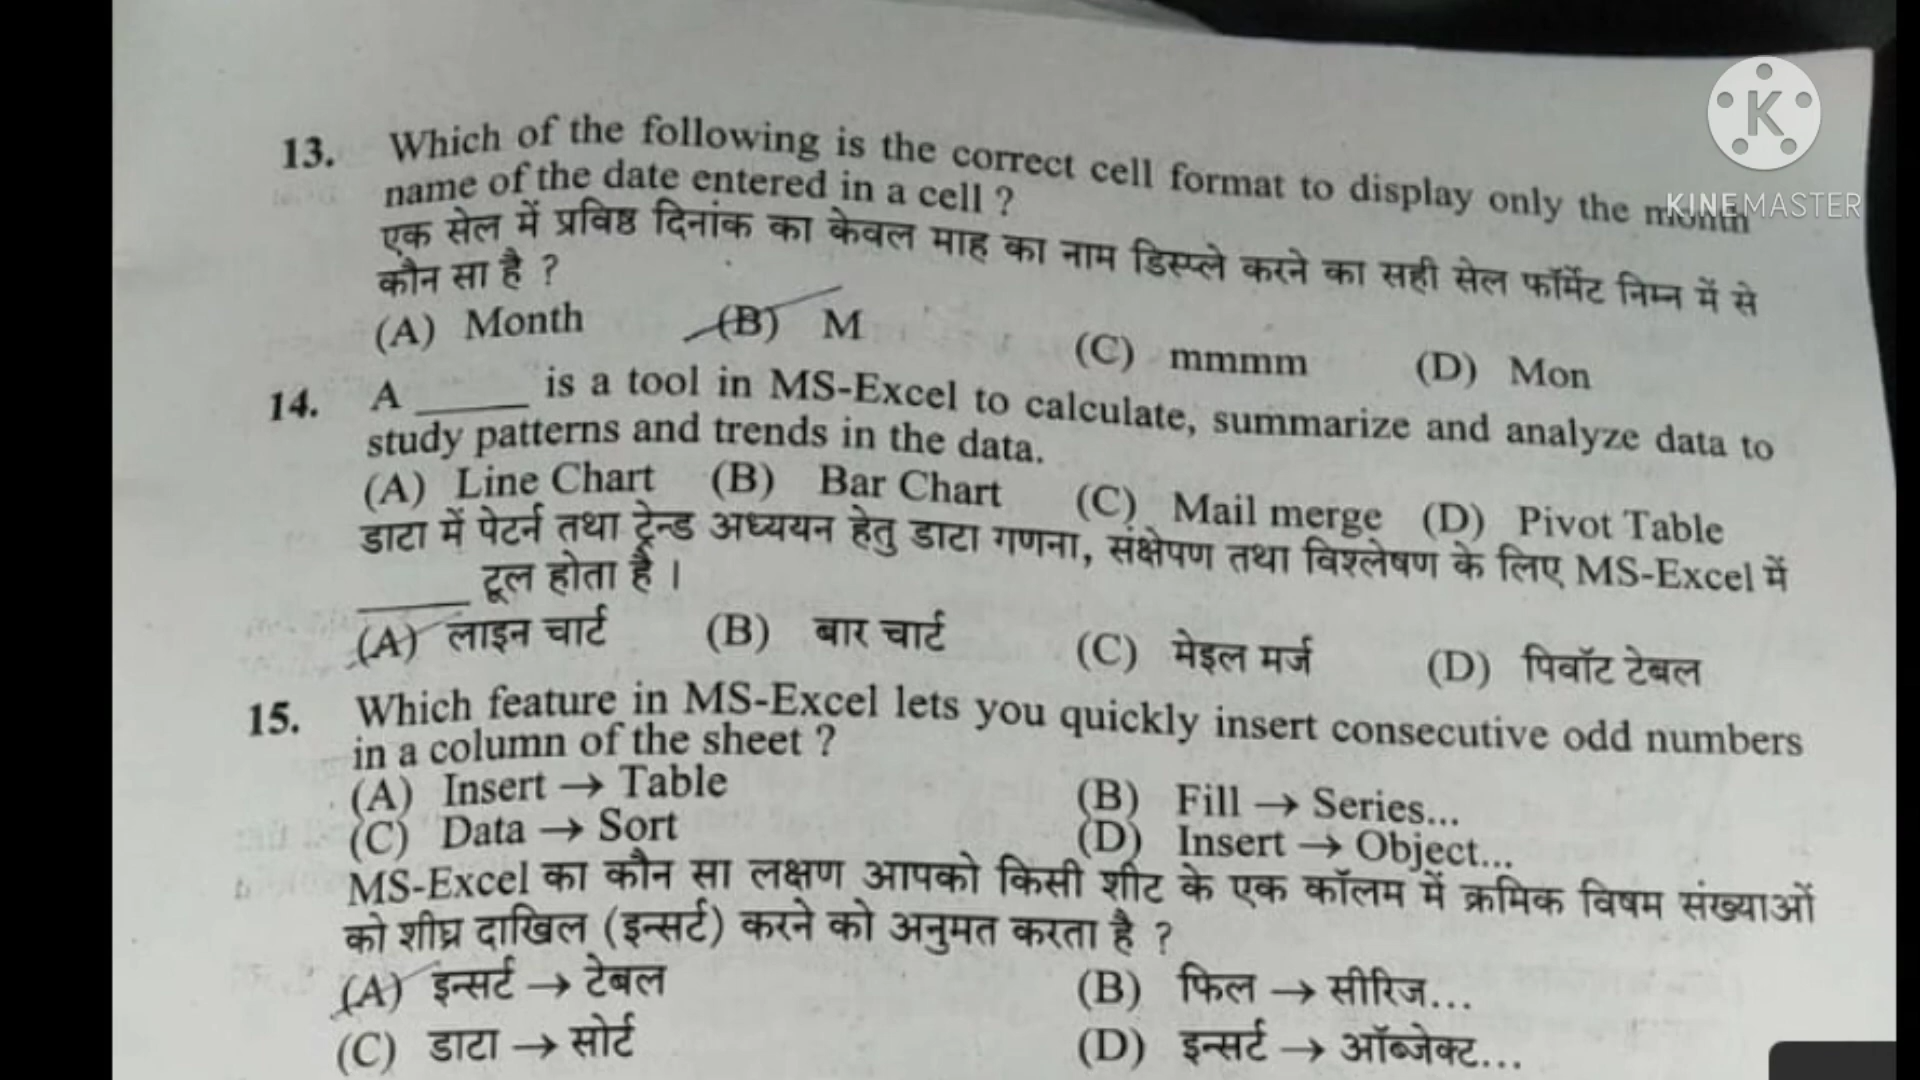 K
KINEMASTER
13. Which of the following is the correct cell format to display only the month
name of the date entered in a cell ?
एक सेल में प्रविष्ठ दिनांक का केवल माह का नाम डिस्प्ले करने का सही सेल फॉर्मेट निम्न में से
कौन सा है ?
(A) Month (B) M (C) mmmm (D) Mon
14. A _____ is a tool in MS-Excel to calculate, summarize and analyze data to
study patterns and trends in the data.
(A) Line Chart (B) Bar Chart (C) Mail merge (D) Pivot Table
डाटा में पेटर्न तथा ट्रेन्ड अध्ययन हेतु डाटा गणना, संक्षेपण तथा विश्लेषण के लिए MS-Excel में
_____ टूल होता है ।
(A) लाइन चार्ट (B) बार चार्ट (C) मेइल मर्ज (D) पिवॉट टेबल
15. Which feature in MS-Excel lets you quickly insert consecutive odd numbers
in a column of the sheet ?
(A) Insert → Table (B) Fill → Series...
(C) Data → Sort (D) Insert → Object...
MS-Excel का कौन सा लक्षण आपको किसी शीट के एक कॉलम में क्रमिक विषम संख्याओं
को शीघ्र दाखिल (इन्सर्ट) करने को अनुमत करता है ?
(A) इन्सर्ट → टेबल (B) फिल → सीरिज...
(C) डाटा → सोर्ट (D) इन्सर्ट → ऑब्जेक्ट...